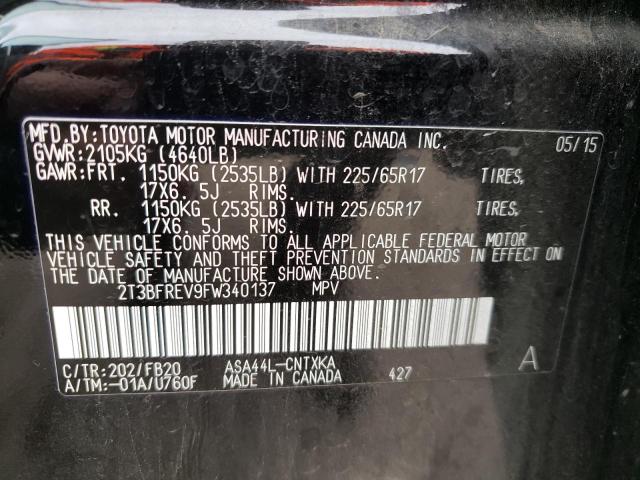 MFD.BY:TOYOTA MOTOR MANUFACTURING CANADA INC. 05/15
GVWR:2105KG (4640LB)
GAWR:FRT. 1150KG (2535LB) WITH 225/65R17 TIRES,
17X6. 5J RIMS.
RR. 1150KG (2535LB) WITH 225/65R17 TIRES,
17X6. 5J RIMS.
THIS VEHICLE CONFORMS TO ALL APPLICABLE FEDERAL MOTOR
VEHICLE SAFETY AND THEFT PREVENTION STANDARDS IN EFFECT ON
THE DATE OF MANUFACTURE SHOWN ABOVE.
2T3BFREV9FW340137 MPV
C/TR:202/FB20 ASA44L-CNTXKA A
A/TM:-01A/U760F MADE IN CANADA 427